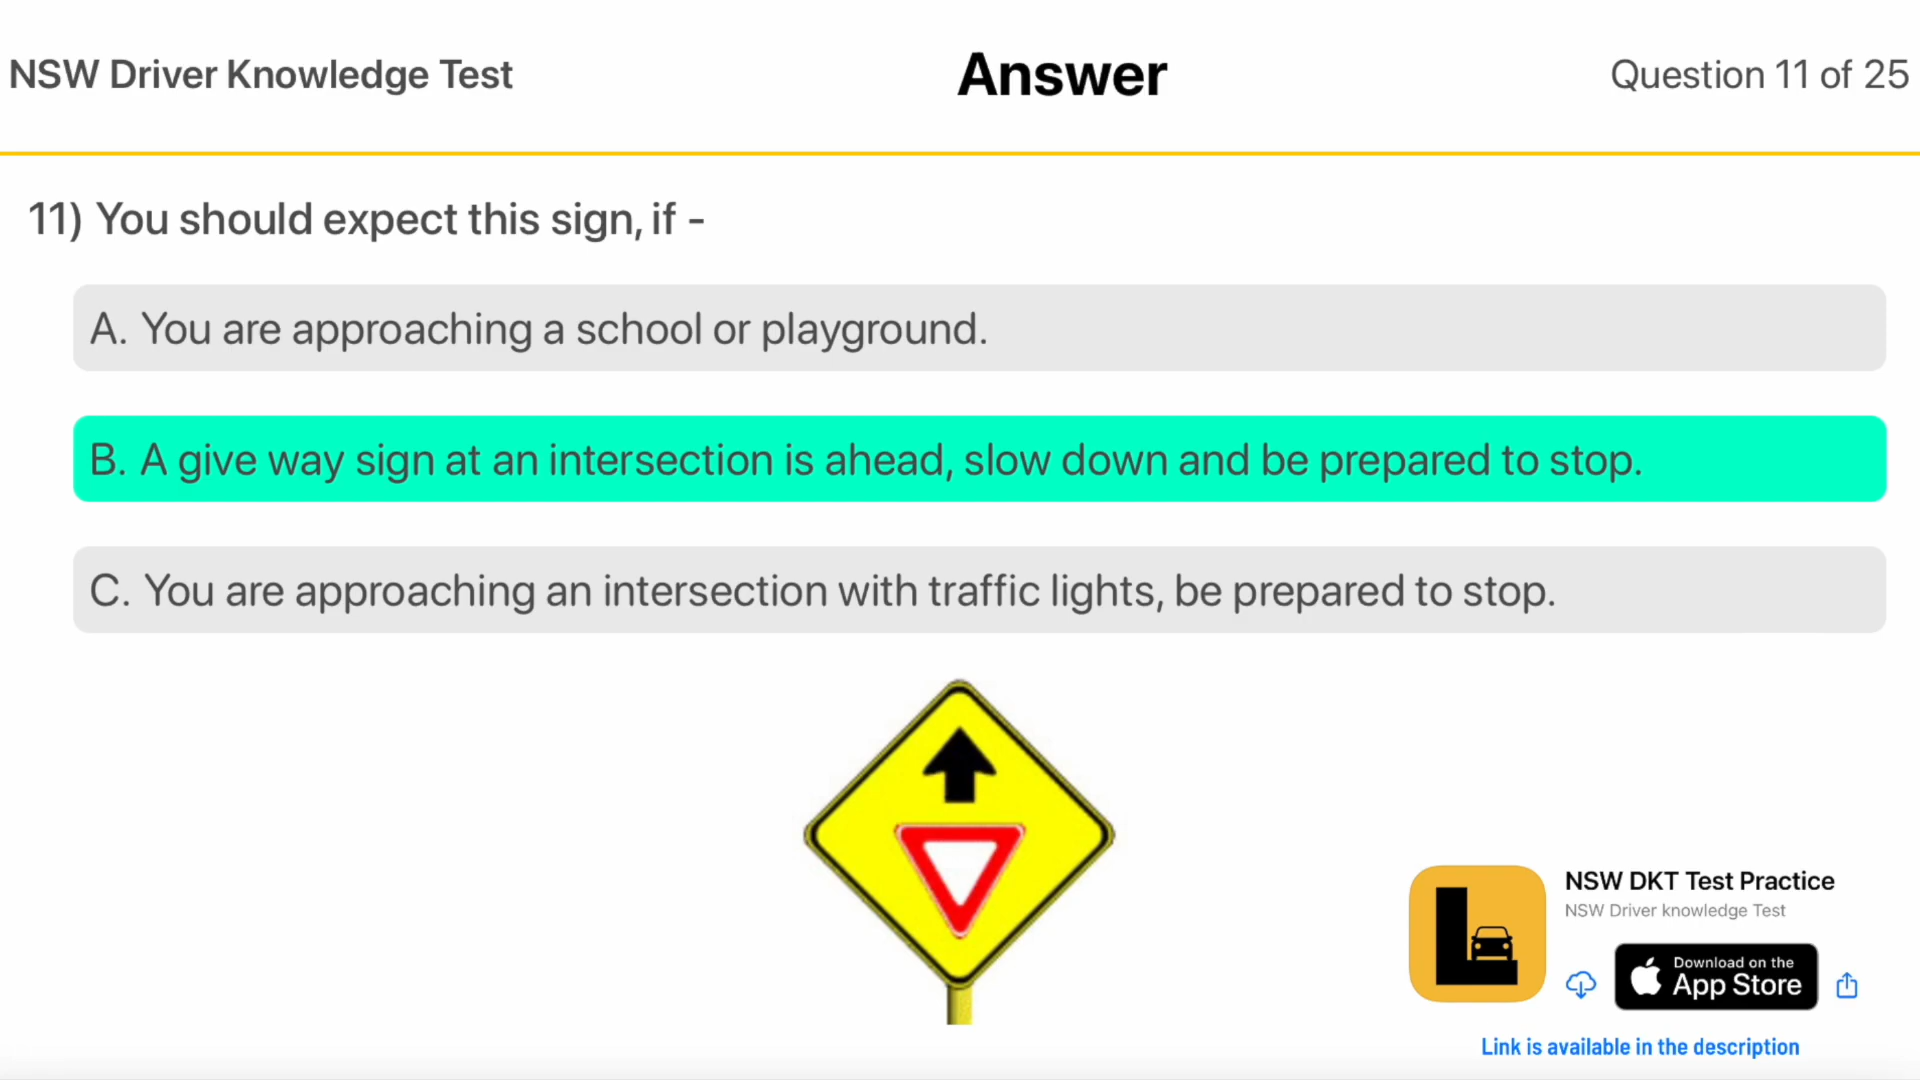 NSW Driver Knowledge Test
Answer
Question 11 of 25
11) You should expect this sign, if -
A. You are approaching a school or playground.
B. A give way sign at an intersection is ahead, slow down and be prepared to stop.
C. You are approaching an intersection with traffic lights, be prepared to stop.
NSW DKT Test Practice
NSW Driver knowledge Test
Download on the
App Store
Link is available in the description